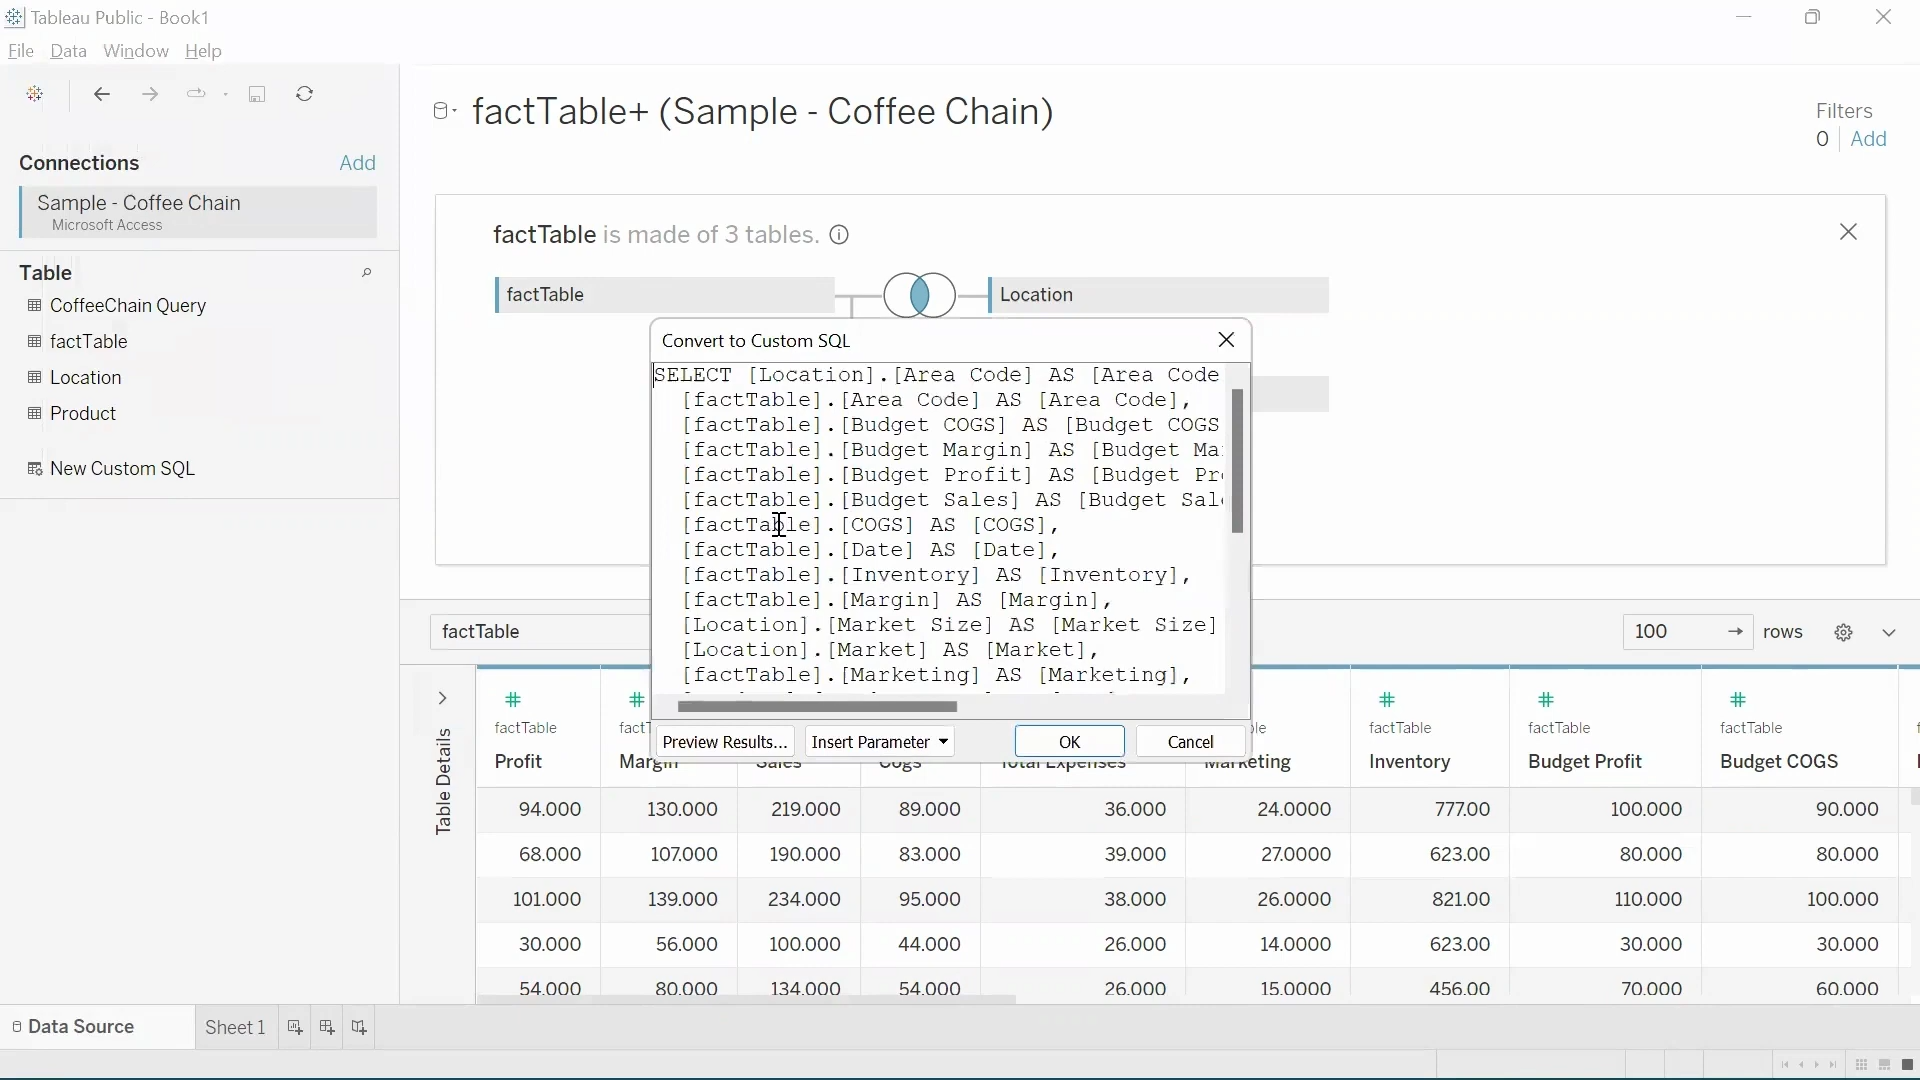 Tableau Public - Book1
File Data Window Help
Connections Add
Sample - Coffee Chain
Microsoft Access
Table
CoffeeChain Query
factTable
Location
Product
New Custom SQL
factTable+ (Sample - Coffee Chain)
Filters
0 Add
factTable is made of 3 tables.
factTable Location
Convert to Custom SQL
SELECT [Location].[Area Code] AS [Area Code
[factTable].[Area Code] AS [Area Code],
[factTable].[Budget COGS] AS [Budget COGS
[factTable].[Budget Margin] AS [Budget Ma
[factTable].[Budget Profit] AS [Budget Pr
[factTable].[Budget Sales] AS [Budget Sal
[factTable].[COGS] AS [COGS],
[factTable].[Date] AS [Date],
[factTable].[Inventory] AS [Inventory],
[factTable].[Margin] AS [Margin],
[Location].[Market Size] AS [Market Size]
[Location].[Market] AS [Market],
[factTable].[Marketing] AS [Marketing],
Preview Results... Insert Parameter OK Cancel
factTable 100 rows
Table Details
factTable factTable factTable factTable
Profit Margin Sales Cogs Total Expenses Marketing Inventory Budget Profit Budget COGS
94.000 130.000 219.000 89.000 36.000 24.0000 777.00 100.000 90.000
68.000 107.000 190.000 83.000 39.000 27.0000 623.00 80.000 80.000
101.000 139.000 234.000 95.000 38.000 26.0000 821.00 110.000 100.000
30.000 56.000 100.000 44.000 26.000 14.0000 623.00 30.000 30.000
54.000 80.000 134.000 54.000 26.000 15.0000 456.00 70.000 60.000
Data Source Sheet 1